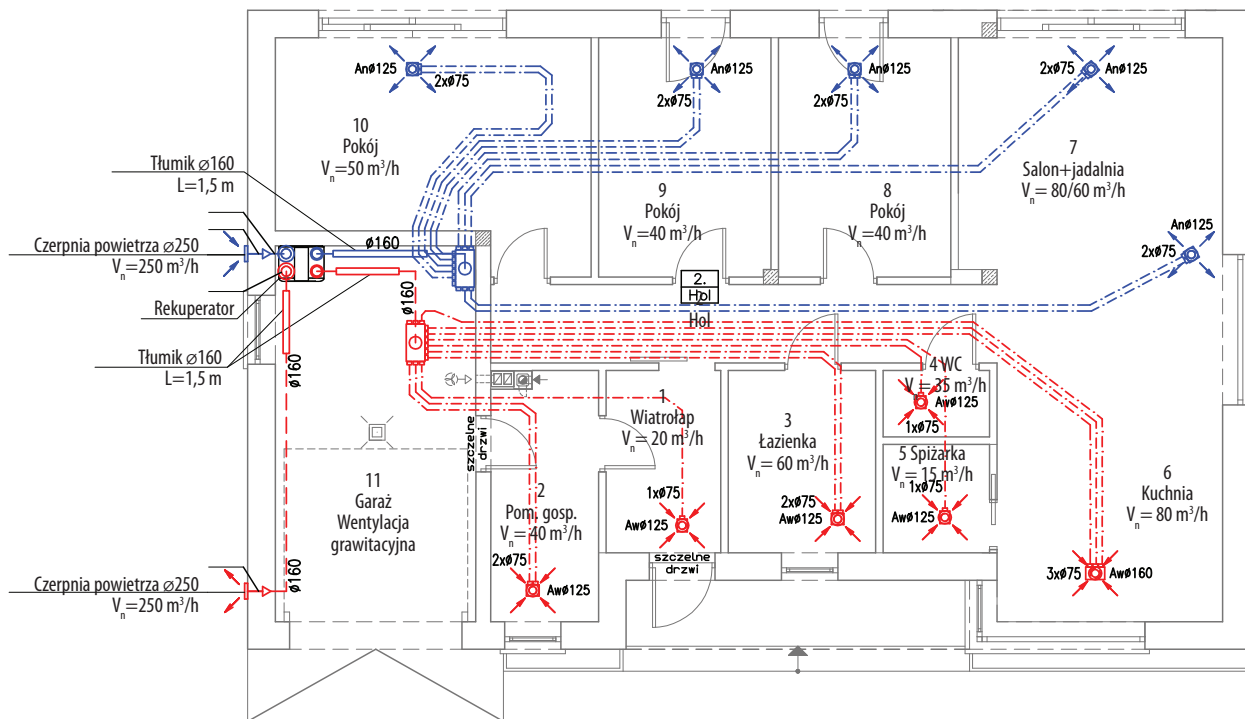 Anø125
2xø75
Anø125
2xø75
Anø125
2xø75
2xø75
Anø125
10
Pokój
Vn=50 m³/h
7
Salon+jadalnia
Vn= 80/60 m³/h
Tłumik ⌀160
L=1,5 m
9
Pokój
Vn=40 m³/h
8
Pokój
Vn=40 m³/h
Anø125
2xø75
Czerpnia powietrza ⌀250
Vn=250 m³/h
ø160
Rekuperator
ø160
2.
Hol
2
Hol
Tłumik ⌀160
L=1,5 m
ø160
4 WC
Vn= 35 m³/h
Awø125
1xø75
1
Wiatrołap
Vn= 20 m³/h
3
Łazienka
Vn= 60 m³/h
szczelne
drzwi
5 Spiżarka
Vn= 15 m³/h
1xø75
Awø125
11
Garaż
Wentylacja
grawitacyjna
2
Pom. gosp.
Vn= 40 m³/h
1xø75
Awø125
2xø75
Awø125
6
Kuchnia
Vn= 80 m³/h
szczelne
drzwi
2xø75
Awø125
3xø75
Awø160
Czerpnia powietrza ⌀250
Vn=250 m³/h
ø160